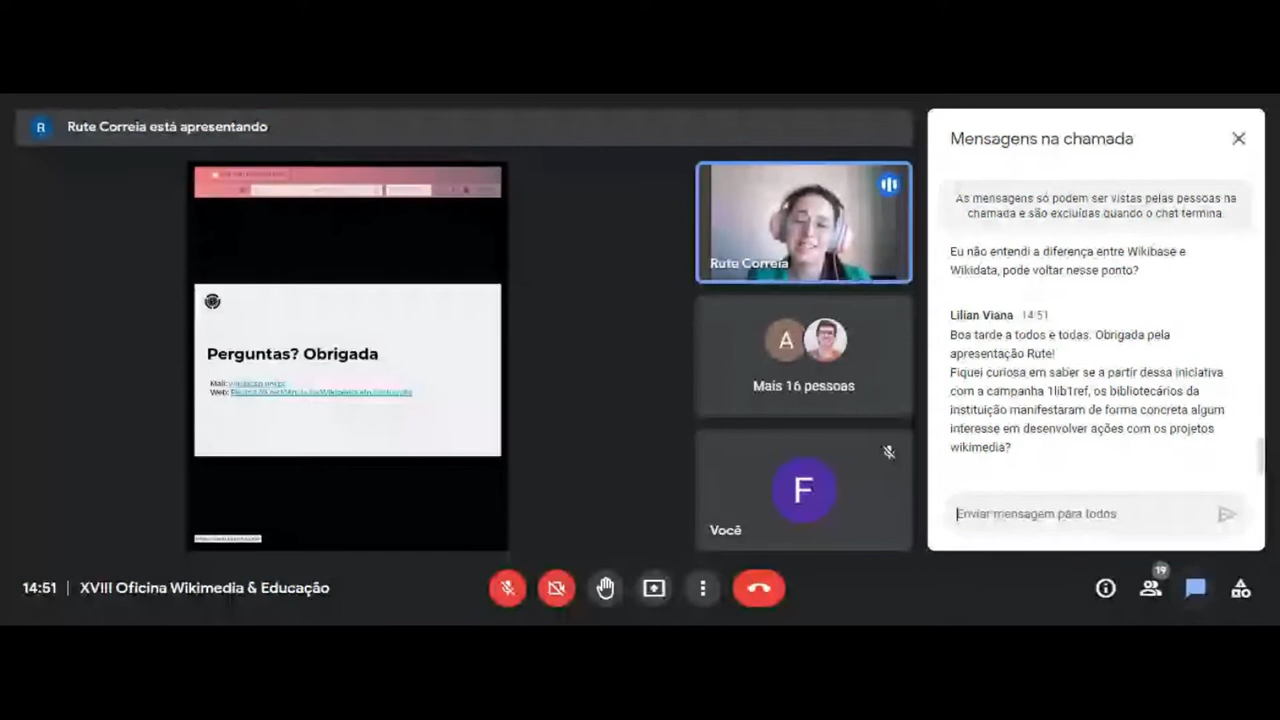 R
Rute Correia está apresentando
Perguntas? Obrigada
Mail:
Web:
Rute Correia
A
Mais 16 pessoas
F
Você
Mensagens na chamada
As mensagens só podem ser vistas pelas pessoas na
chamada e são excluídas quando o chat termina.
Eu não entendi a diferença entre Wikibase e
Wikidata, pode voltar nesse ponto?
Lilian Viana 14:51
Boa tarde a todos e todas. Obrigada pela
apresentação Rute!
Fiquei curiosa em saber se a partir dessa iniciativa
com a campanha 1lib1ref, os bibliotecários da
instituição manifestaram de forma concreta algum
interesse em desenvolver ações com os projetos
wikimedia?
Enviar mensagem para todos
14:51 | XVIII Oficina Wikimedia & Educação
19